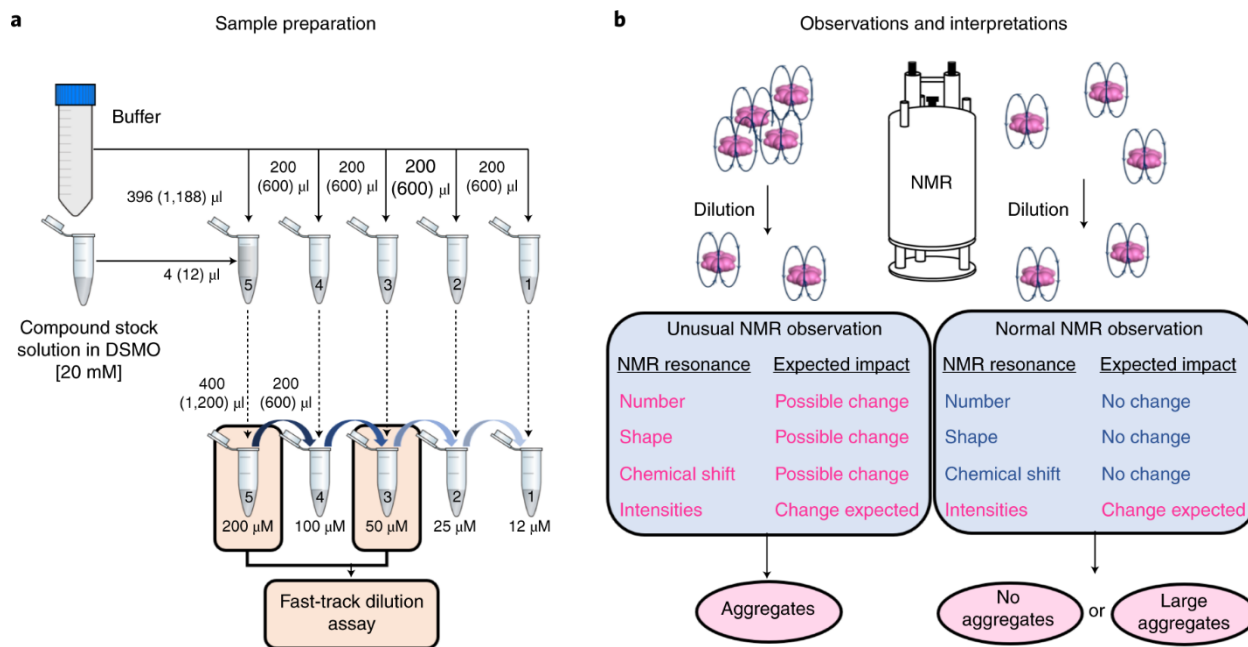 a
Sample preparation
Buffer
200
(600) μl
200
(600) μl
200
(600) μl
200
(600) μl
396 (1,188) μl
4 (12) μl
5
4
3
2
1
Compound stock
solution in DSMO
[20 mM]
400
(1,200) μl
200
(600) μl
5
4
3
2
1
200 μM
100 μM
50 μM
25 μM
12 μM
Fast-track dilution
assay
b
Observations and interpretations
NMR
Dilution
Dilution
Unusual NMR observation
NMR resonance Expected impact
Number Possible change
Shape Possible change
Chemical shift Possible change
Intensities Change expected
Normal NMR observation
NMR resonance Expected impact
Number No change
Shape No change
Chemical shift No change
Intensities Change expected
Aggregates
No
aggregates
or
Large
aggregates